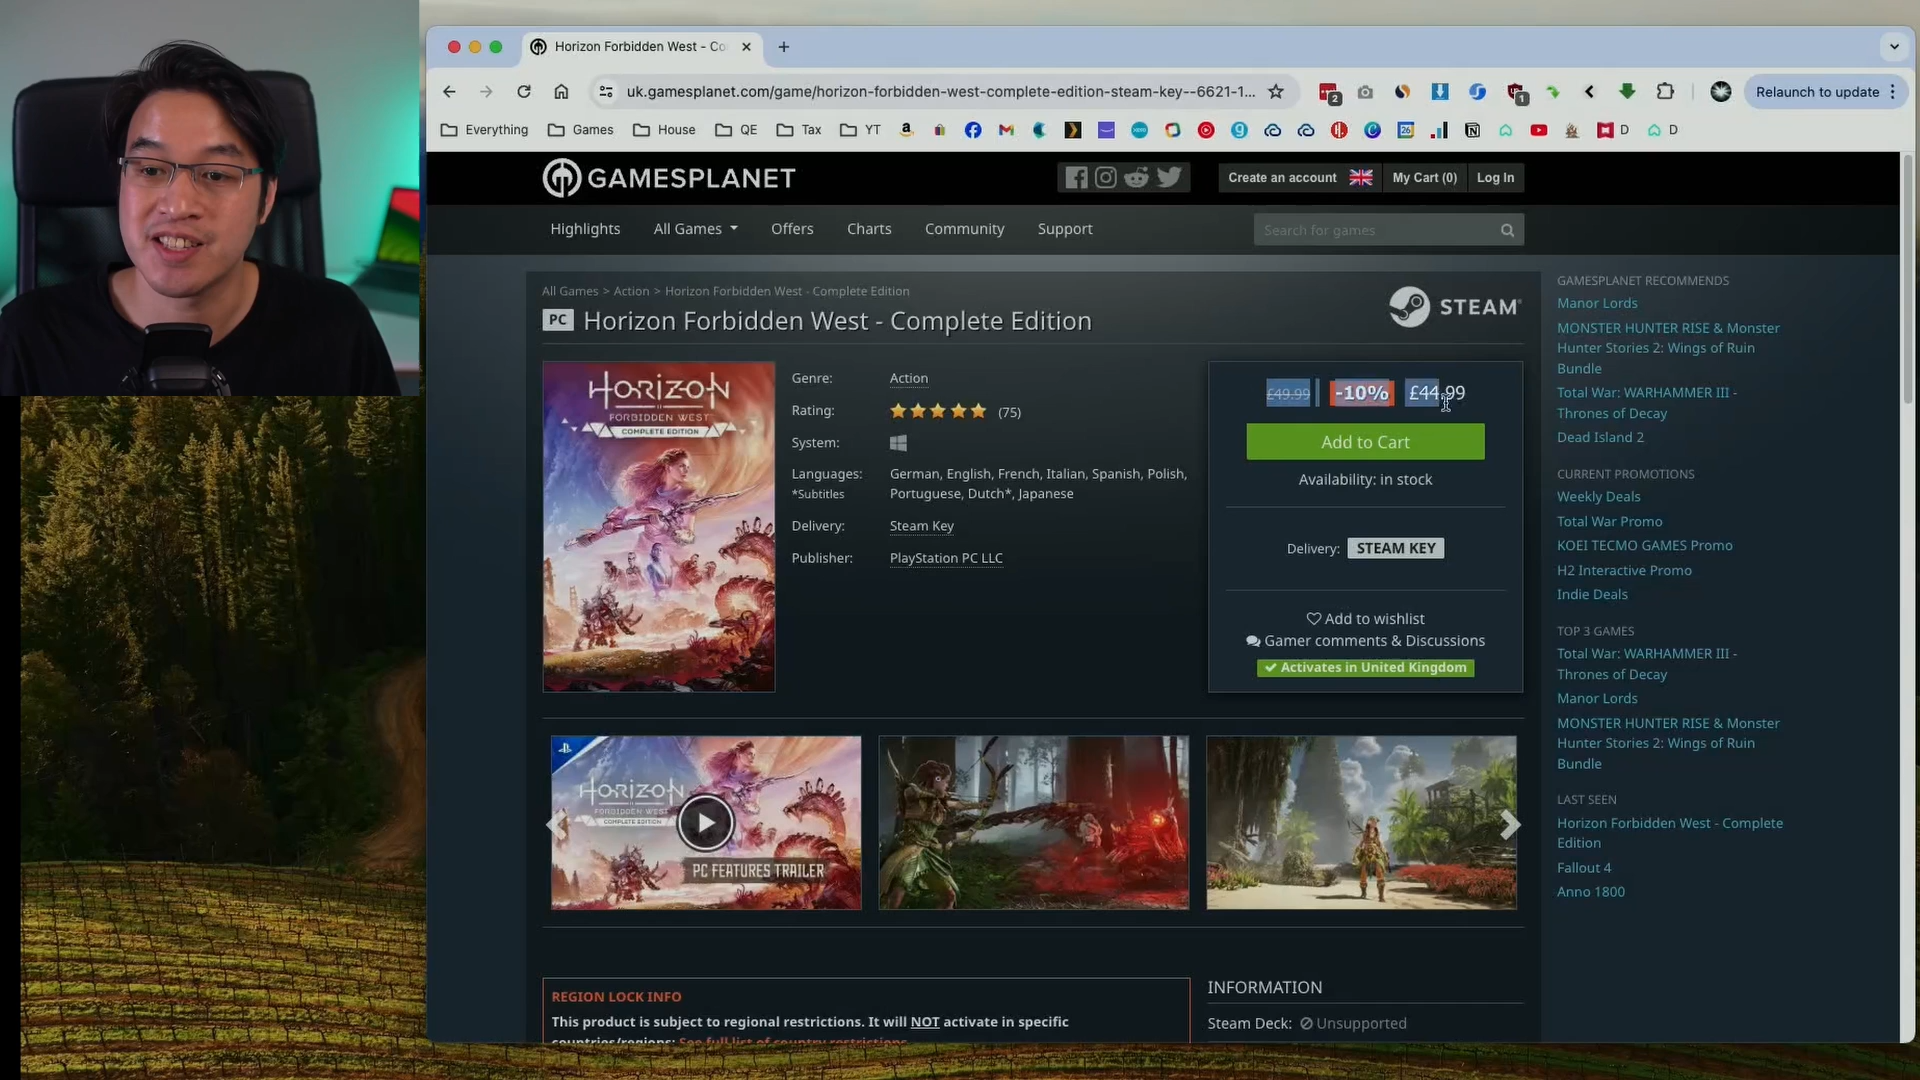 Horizon Forbidden West - Co
uk.gamesplanet.com/game/horizon-forbidden-west-complete-edition-steam-key--6621-1...
2
1
Relaunch to update
Everything
Games
House
QE
Tax
YT
D
D
GAMESPLANET
Create an account
My Cart (0)
Log In
Highlights
All Games
Offers
Charts
Community
Support
Search for games
All Games > Action > Horizon Forbidden West - Complete Edition
PC Horizon Forbidden West - Complete Edition
STEAM
HORIZON
FORBIDDEN WEST
COMPLETE EDITION
Genre: Action
Rating: (75)
System:
Languages: German, English, French, Italian, Spanish, Polish,
*Subtitles Portuguese, Dutch*, Japanese
Delivery: Steam Key
Publisher: PlayStation PC LLC
£49.99 -10% £44.99
Add to Cart
Availability: in stock
Delivery: STEAM KEY
Add to wishlist
Gamer comments & Discussions
Activates in United Kingdom
GAMESPLANET RECOMMENDS
Manor Lords
MONSTER HUNTER RISE & Monster
Hunter Stories 2: Wings of Ruin
Bundle
Total War: WARHAMMER III -
Thrones of Decay
Dead Island 2
CURRENT PROMOTIONS
Weekly Deals
Total War Promo
KOEI TECMO GAMES Promo
H2 Interactive Promo
Indie Deals
TOP 3 GAMES
Total War: WARHAMMER III -
Thrones of Decay
Manor Lords
MONSTER HUNTER RISE & Monster
Hunter Stories 2: Wings of Ruin
Bundle
LAST SEEN
Horizon Forbidden West - Complete
Edition
Fallout 4
Anno 1800
HORIZON
FORBIDDEN WEST
COMPLETE EDITION
PC FEATURES TRAILER
REGION LOCK INFO
This product is subject to regional restrictions. It will NOT activate in specific
countries/regions: See full list of country restrictions
INFORMATION
Steam Deck: Unsupported